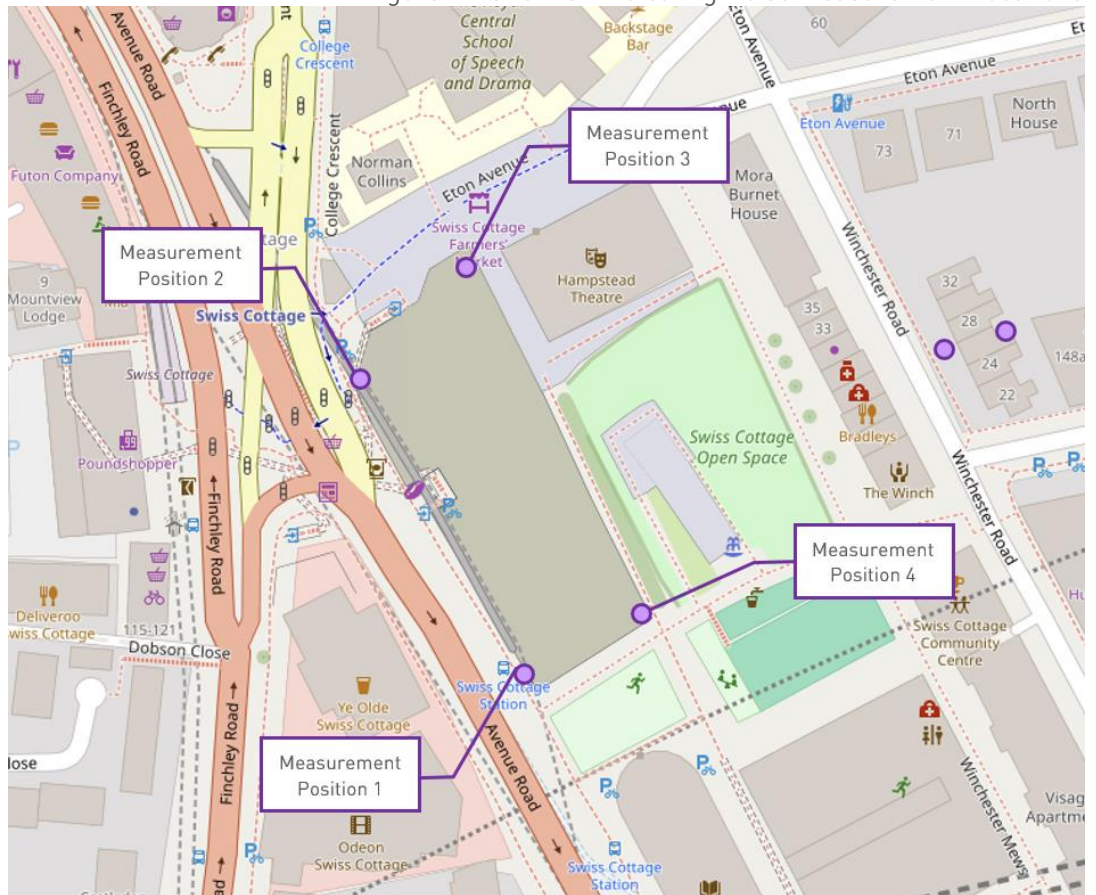 College
Crescent
Central
School
of Speech
and Drama
Backstage
Bar
Eton Avenue
60
Eton Avenue
Eton Avenue
71
73
North
House
Finchley Road
Avenue Road
College Crescent
Norman
Collins
Eton Avenue
Futon Company
Measurement
Position 3
Mora
Burnet
House
Swiss Cottage
Farmers'
Market
Hampstead
Theatre
Measurement
Position 2
9
Mountview
Lodge
Swiss Cottage
Swiss Cottage
Winchester Road
35
33
32
28
24
22
148a
Poundshopper
Swiss Cottage
Open Space
Bradleys
The Winch
Finchley Road
Winchester Road
Measurement
Position 4
Deliveroo
Swiss Cottage
115-121
Dobson Close
Swiss Cottage
Community
Centre
Swiss Cottage
Station
Ye Olde
Swiss Cottage
Measurement
Position 1
Finchley Road
Avenue Road
Winchester Mews
Odeon
Swiss Cottage
Swiss Cottage
Station